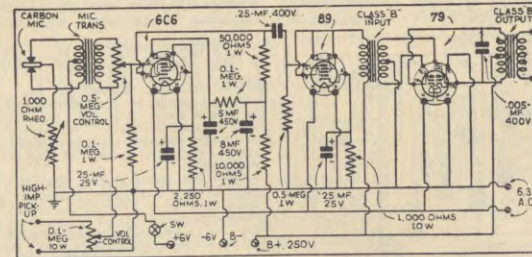 CARBON
MIC.
MIC.
TRANS.
6C6
.25-MF, 400V.
89
CLASS "B"
INPUT
79
CLASS "B"
OUTPUT
50,000
OHMS
1 W
0.1-
MEG.
1 W
5 MF
450V
8 MF
450V
10,000
OHMS
1 W
1,000
OHM
RHEO
0.5-
MEG
VOL
CONTROL
0.1-
MEG
1 W
25-MF
25 V
2,250
OHMS, 1W
0.5-MEG
1W
25 MF
25V
1,000 OHMS
10 W
.005-
MF
400V
HIGH-
IMP.
PICK-
UP
0.1-
MEG
10 W
VOL
CONTROL
SW
+6V
-6V
B-
B+, 250V
6.3
A.C.